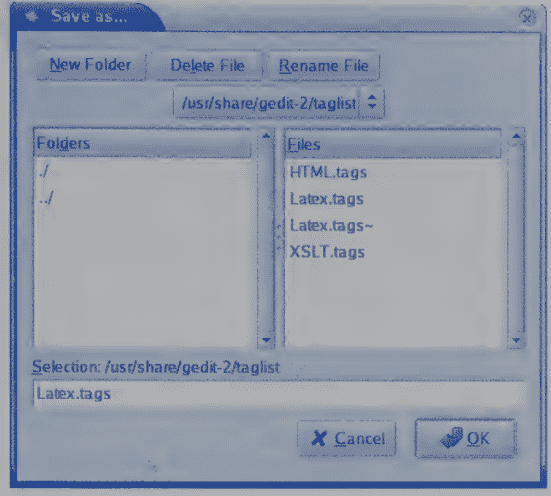 Save as...
New Folder Delete File Rename File
/usr/share/gedit-2/taglist
Folders Files
./ HTML.tags
../ Latex.tags
Latex.tags~
XSLT.tags
Selection: /usr/share/gedit-2/taglist
Latex.tags
Cancel OK